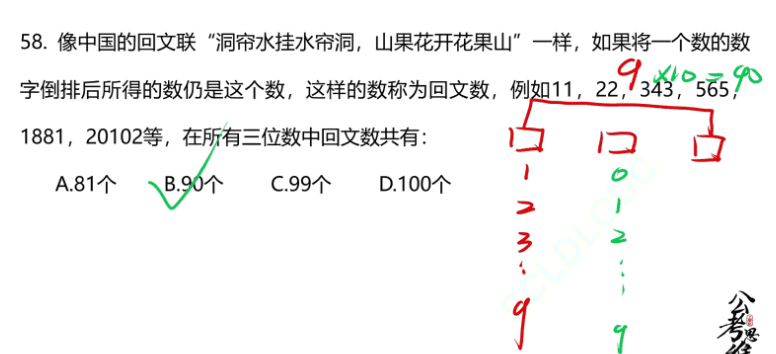 58. 像中国的回文联“洞帘水挂水帘洞，山果花开花果山”一样，如果将一个数的数
字倒排后所得的数仍是这个数，这样的数称为回文数，例如11，22，343，565，
9 ×10 = 90
1881，20102等，在所有三位数中回文数共有：
A.81个 B.90个 C.99个 D.100个
1 0
2 1
3 2
⋮ ⋮
9 9
公考思维